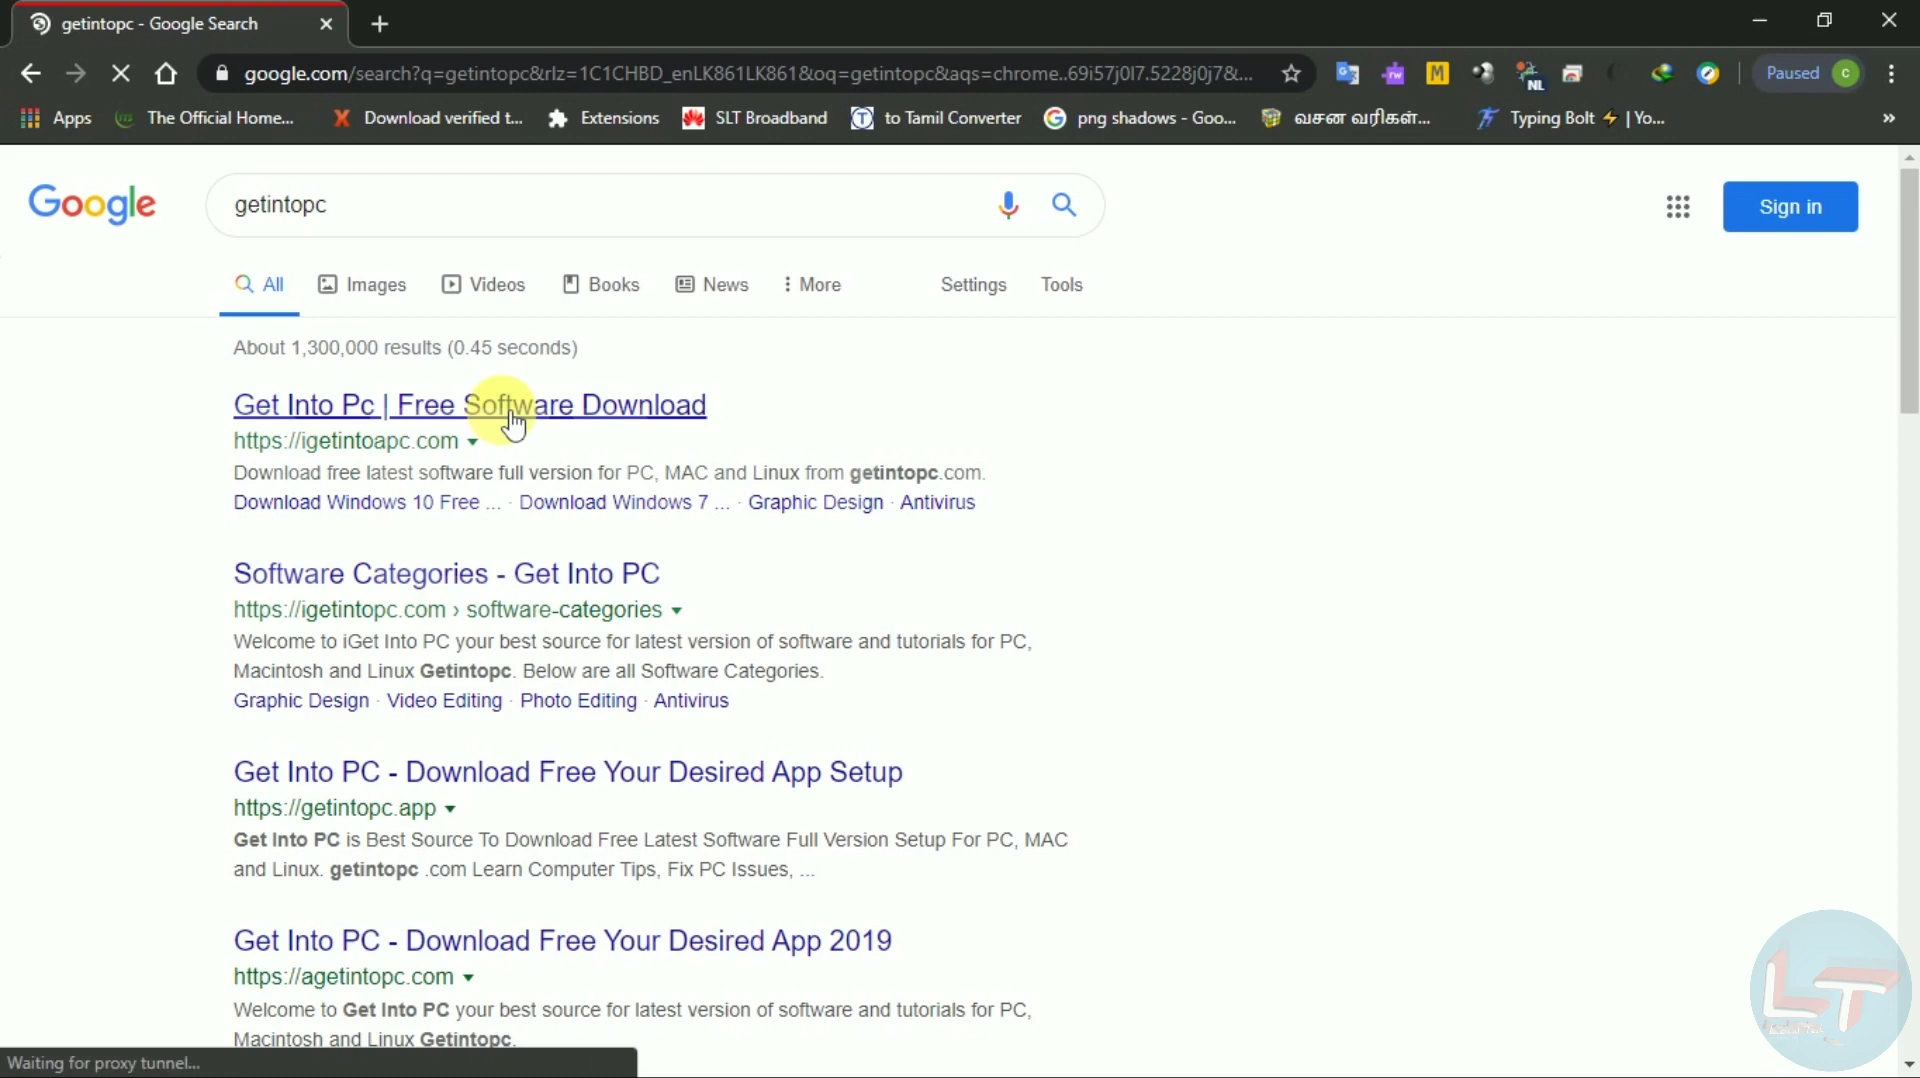 getintopc - Google Search
google.com/search?q=getintopc&rlz=1C1CHBD_enLK861LK861&oq=getintopc&aqs=chrome..69i57j0l7.5228j0j7&...
M
NL
Paused
C
Apps
The Official Home...
Download verified t...
Extensions
SLT Broadband
to Tamil Converter
png shadows - Goo...
வசன வரிகள்...
Typing Bolt ⚡ | Yo...
»
Google
getintopc
Sign in
All
Images
Videos
Books
News
More
Settings
Tools
About 1,300,000 results (0.45 seconds)
Get Into Pc | Free Software Download
https://igetintoapc.com
Download free latest software full version for PC, MAC and Linux from getintopc.com.
Download Windows 10 Free ... · Download Windows 7 ... · Graphic Design · Antivirus
Software Categories - Get Into PC
https://igetintopc.com › software-categories
Welcome to iGet Into PC your best source for latest version of software and tutorials for PC,
Macintosh and Linux Getintopc. Below are all Software Categories.
Graphic Design · Video Editing · Photo Editing · Antivirus
Get Into PC - Download Free Your Desired App Setup
https://getintopc.app
Get Into PC is Best Source To Download Free Latest Software Full Version Setup For PC, MAC
and Linux. getintopc .com Learn Computer Tips, Fix PC Issues, ...
Get Into PC - Download Free Your Desired App 2019
https://agetintopc.com
Welcome to Get Into PC your best source for latest version of software and tutorials for PC,
Macintosh and Linux Getintopc.
Waiting for proxy tunnel...
LT